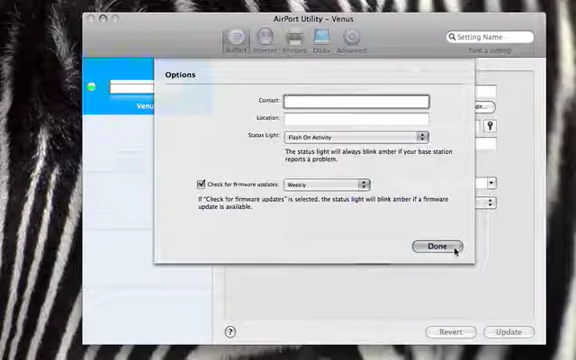 AirPort Utility - Venus
AirPort
Internet
Printers
Disks
Advanced
Setting Name
Find a setting
Venus
Options
Contact:
Location:
Status Light:
Flash On Activity
The status light will always blink amber if your base station
reports a problem.
Check for firmware updates:
Weekly
If "Check for firmware updates" is selected, the status light will blink amber if a firmware
update is available.
Done
?
Revert
Update